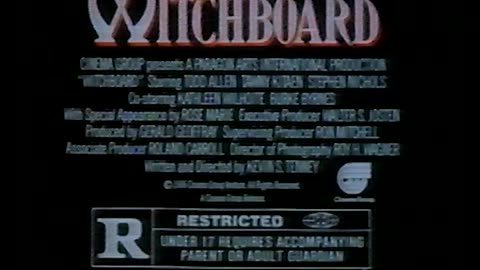 WITCHBOARD
CINEMA GROUP presents A PARAGON ARTS INTERNATIONAL PRODUCTION
"WITCHBOARD" Starring TODD ALLEN TAWNY KITAEN STEPHEN NICHOLS
Co-starring KATHLEEN WILHOITE BURKE BYRNES
With Special Appearance by ROSE MARIE Executive Producer WALTER S. JOSTEN
Produced by GERALD GEOFFRAY Supervising Producer RON MITCHELL
Associate Producer ROLAND CARROLL Director of Photography ROY H. WAGNER
Written and Directed by KEVIN S. TENNEY
All Rights Reserved.
R
RESTRICTED
UNDER 17 REQUIRES ACCOMPANYING
PARENT OR ADULT GUARDIAN